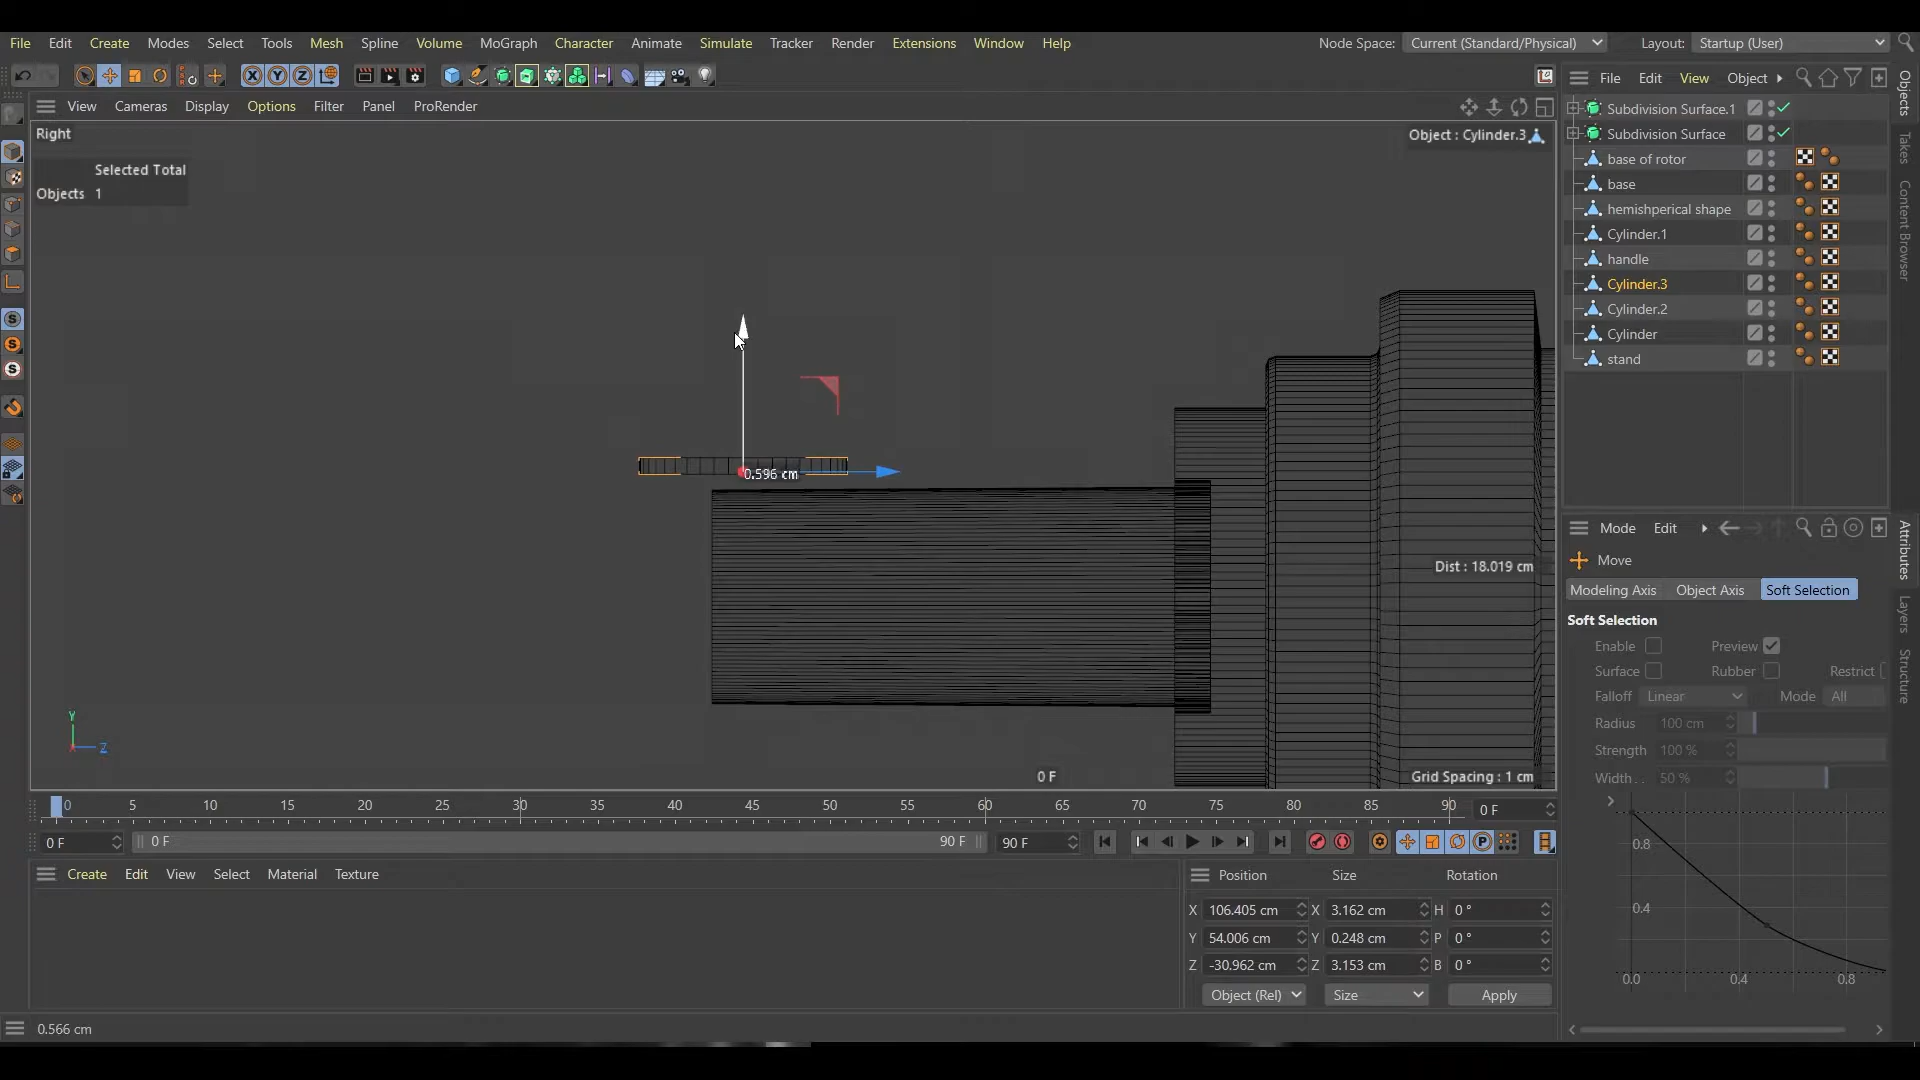 File Edit Create Modes Select Tools Mesh Spline Volume MoGraph Character Animate Simulate Tracker Render Extensions Window Help Node Space: Current (Standard/Physical) Layout: Startup (User)
X Y Z
File Edit View Object
View Cameras Display Options Filter Panel ProRender
Right
Object : Cylinder.3
Selected Total
Objects 1
Subdivision Surface.1
Subdivision Surface
base of rotor
base
hemishperical shape
Cylinder.1
handle
Cylinder.3
Cylinder.2
Cylinder
stand
Objects
Takes
Content Browser
0.596 cm
Dist : 18.019 cm
Y
Z
0 F
Grid Spacing : 1 cm
Mode Edit
Move
Modeling Axis Object Axis Soft Selection
Soft Selection
Enable Preview
Surface Rubber Restrict
Falloff Linear Mode All
Radius 100 cm
Strength 100 %
Width . . 50 %
0.8
0.4
0.0 0.4 0.8
Attributes
Layers
Structure
0 5 10 15 20 25 30 35 40 45 50 55 60 65 70 75 80 85 90 0 F
0 F 0 F 90 F 90 F
P
Create Edit View Select Material Texture
Position Size Rotation
X 106.405 cm X 3.162 cm H 0 °
Y 54.006 cm Y 0.248 cm P 0 °
Z -30.962 cm Z 3.153 cm B 0 °
Object (Rel) Size Apply
0.566 cm